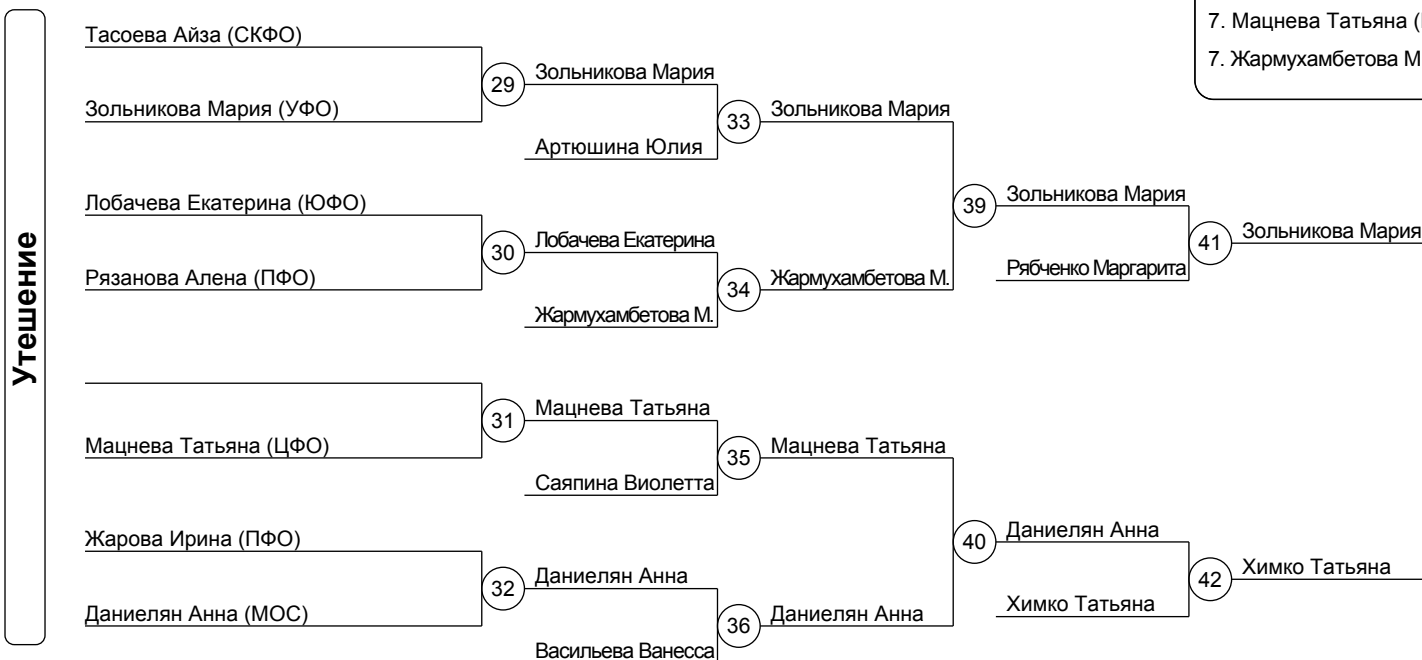 7. Мацнева Татьяна (
7. Жармухамбетова М
Утешение
Тасоева Айза (СКФО)
29
Зольникова Мария
Зольникова Мария (УФО)
33
Зольникова Мария
Артюшина Юлия
Лобачева Екатерина (ЮФО)
39
Зольникова Мария
30
Лобачева Екатерина
41
Зольникова Мария
Рязанова Алена (ПФО)
34
Жармухамбетова М.
Рябченко Маргарита
Жармухамбетова М.
31
Мацнева Татьяна
Мацнева Татьяна (ЦФО)
35
Мацнева Татьяна
Саяпина Виолетта
Жарова Ирина (ПФО)
40
Даниелян Анна
32
Даниелян Анна
42
Химко Татьяна
Даниелян Анна (МОС)
36
Даниелян Анна
Химко Татьяна
Васильева Ванесса